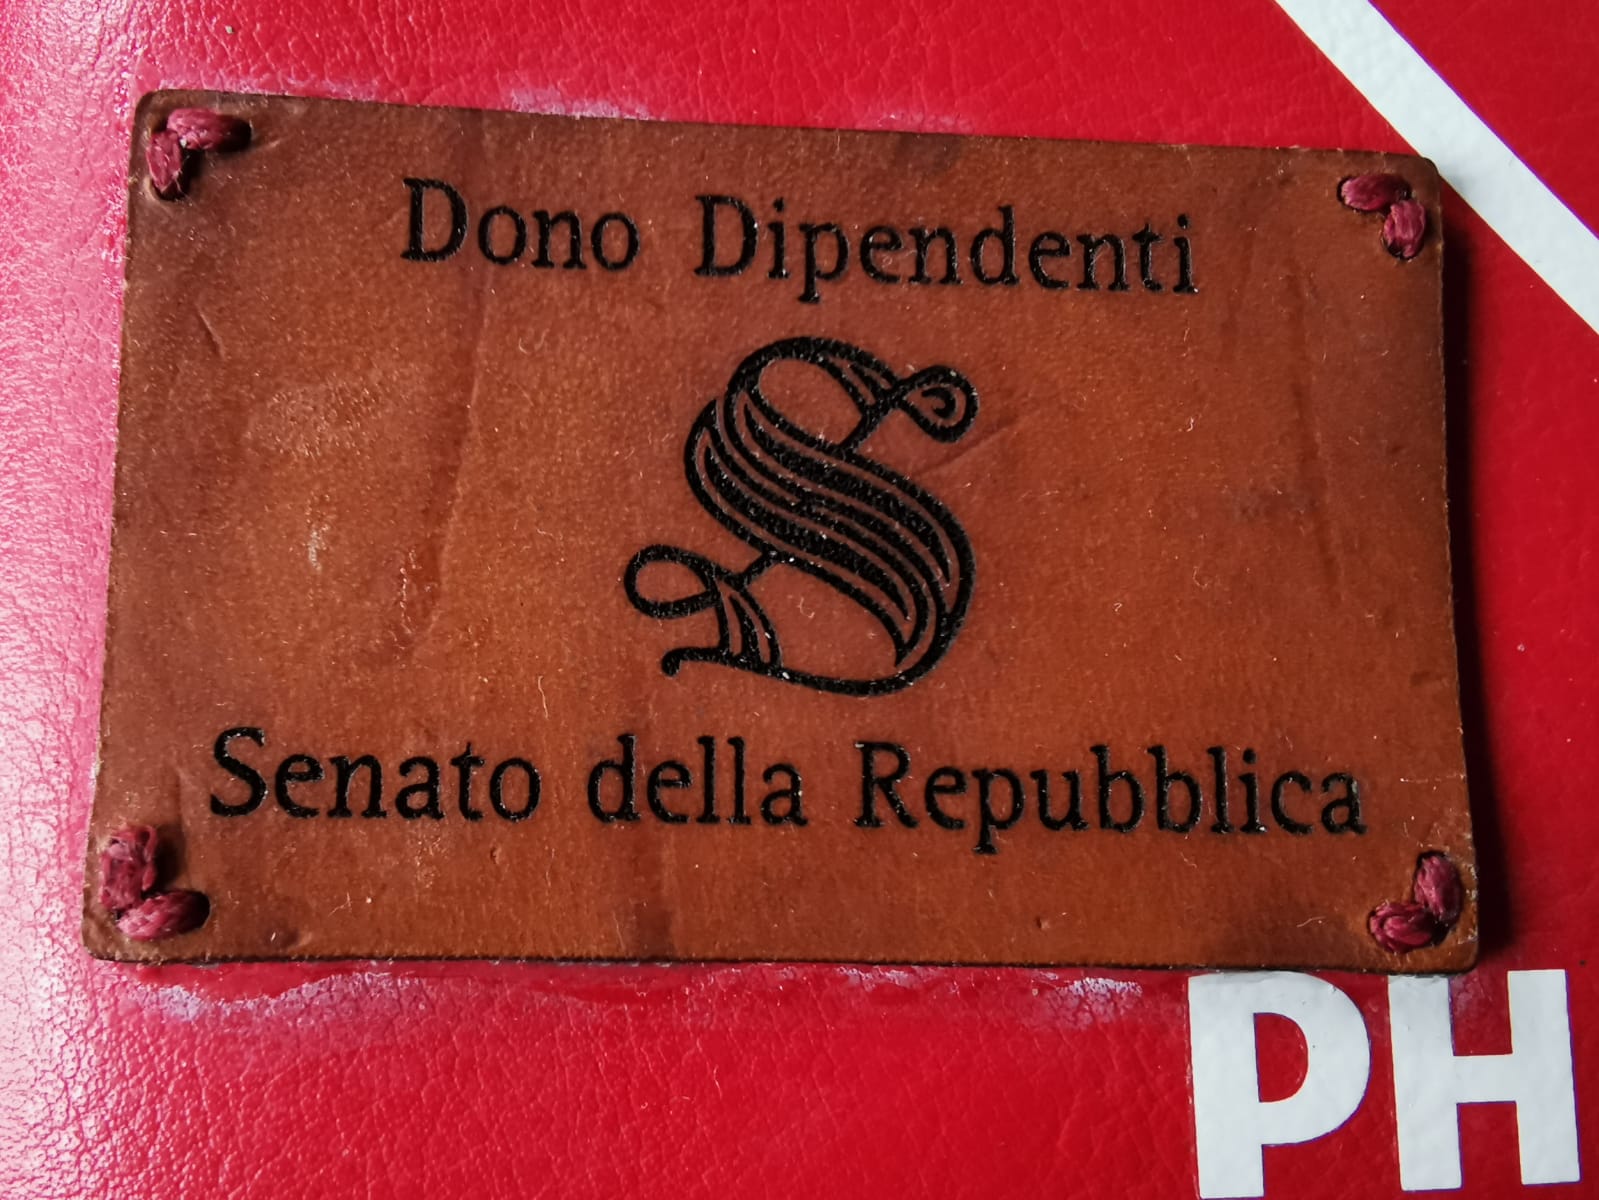 Dono Dipendenti
S
Senato della Repubblica
PH